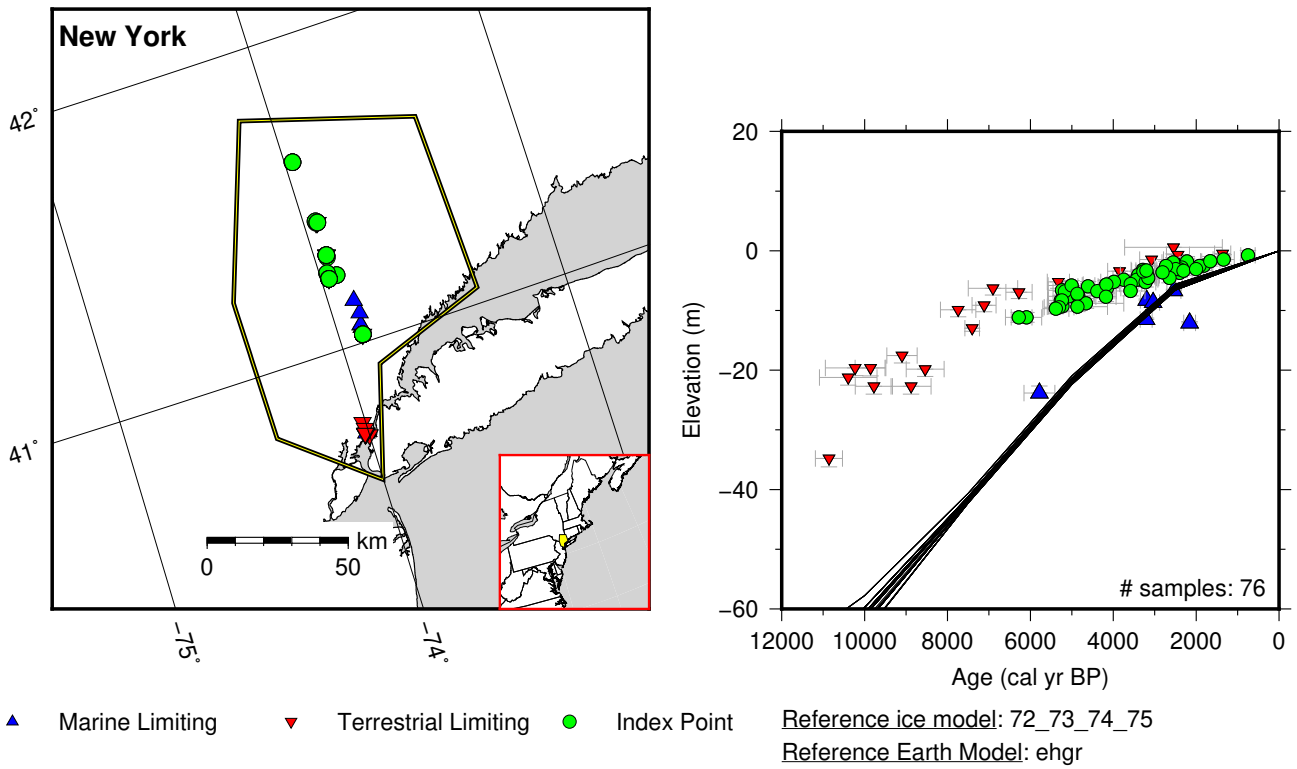 New York
42°
41°
−75°
−74°
km
0 50
20
0
−20
−40
−60
Elevation (m)
# samples: 76
12000 10000 8000 6000 4000 2000 0
Age (cal yr BP)
Marine Limiting Terrestrial Limiting Index Point
Reference ice model: 72_73_74_75
Reference Earth Model: ehgr